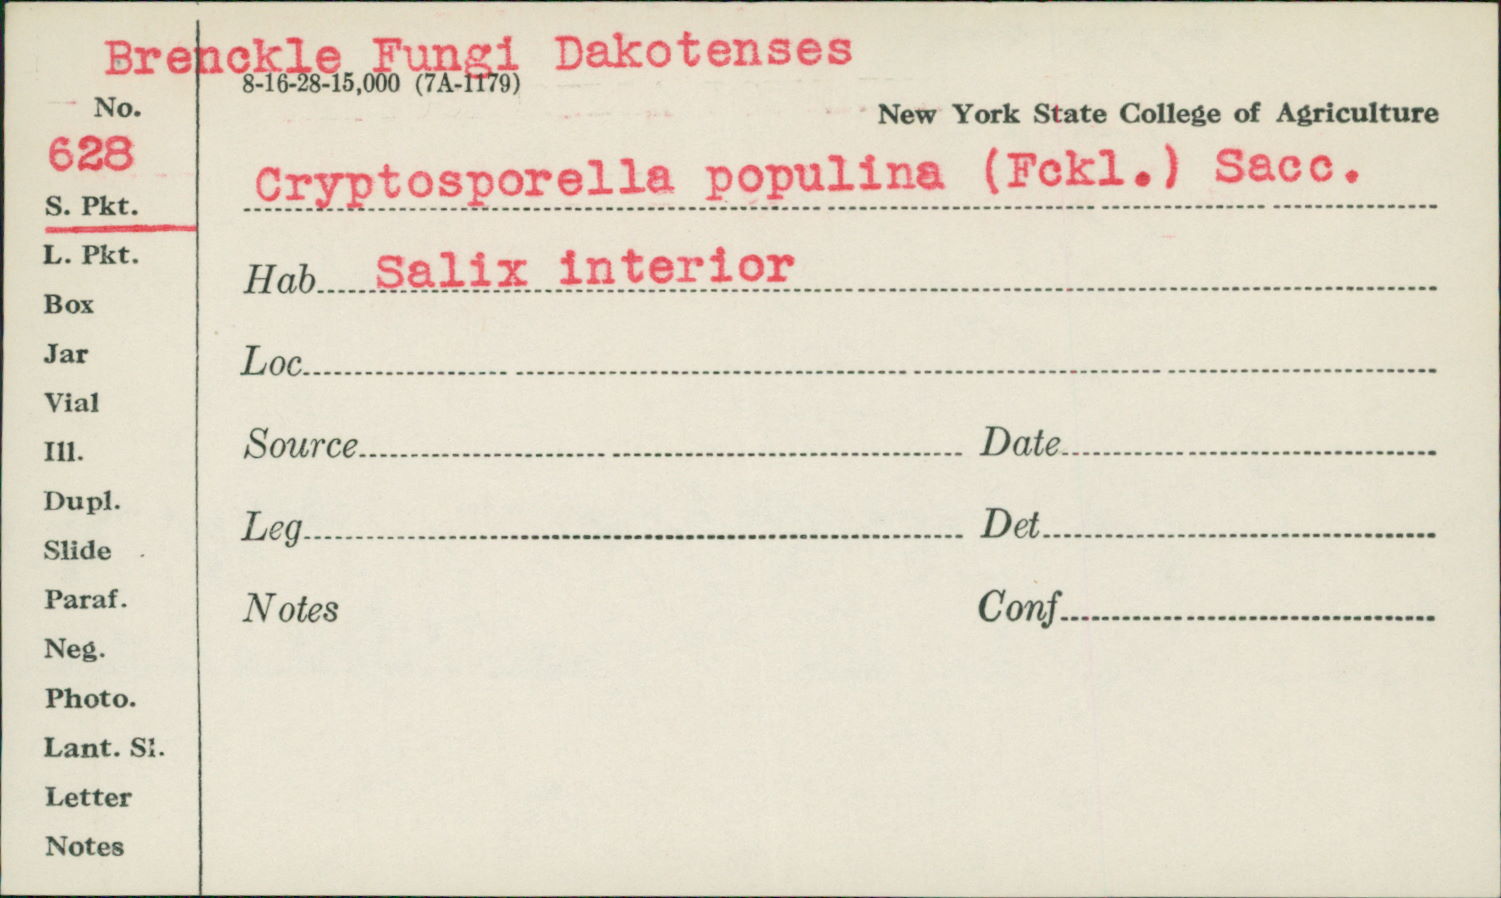 Brenckle Fungi Dakotenses
8-16-28-15,000 (7A-1179)
New York State College of Agriculture
No.
628
Cryptosporella populina (Fckl.) Sacc.
S. Pkt.
L. Pkt.
Hab Salix interior
Box
Jar
Loc
Vial
Ill.
Source Date
Dupl.
Slide
Leg Det
Paraf.
Notes Conf
Neg.
Photo.
Lant. Sl.
Letter
Notes